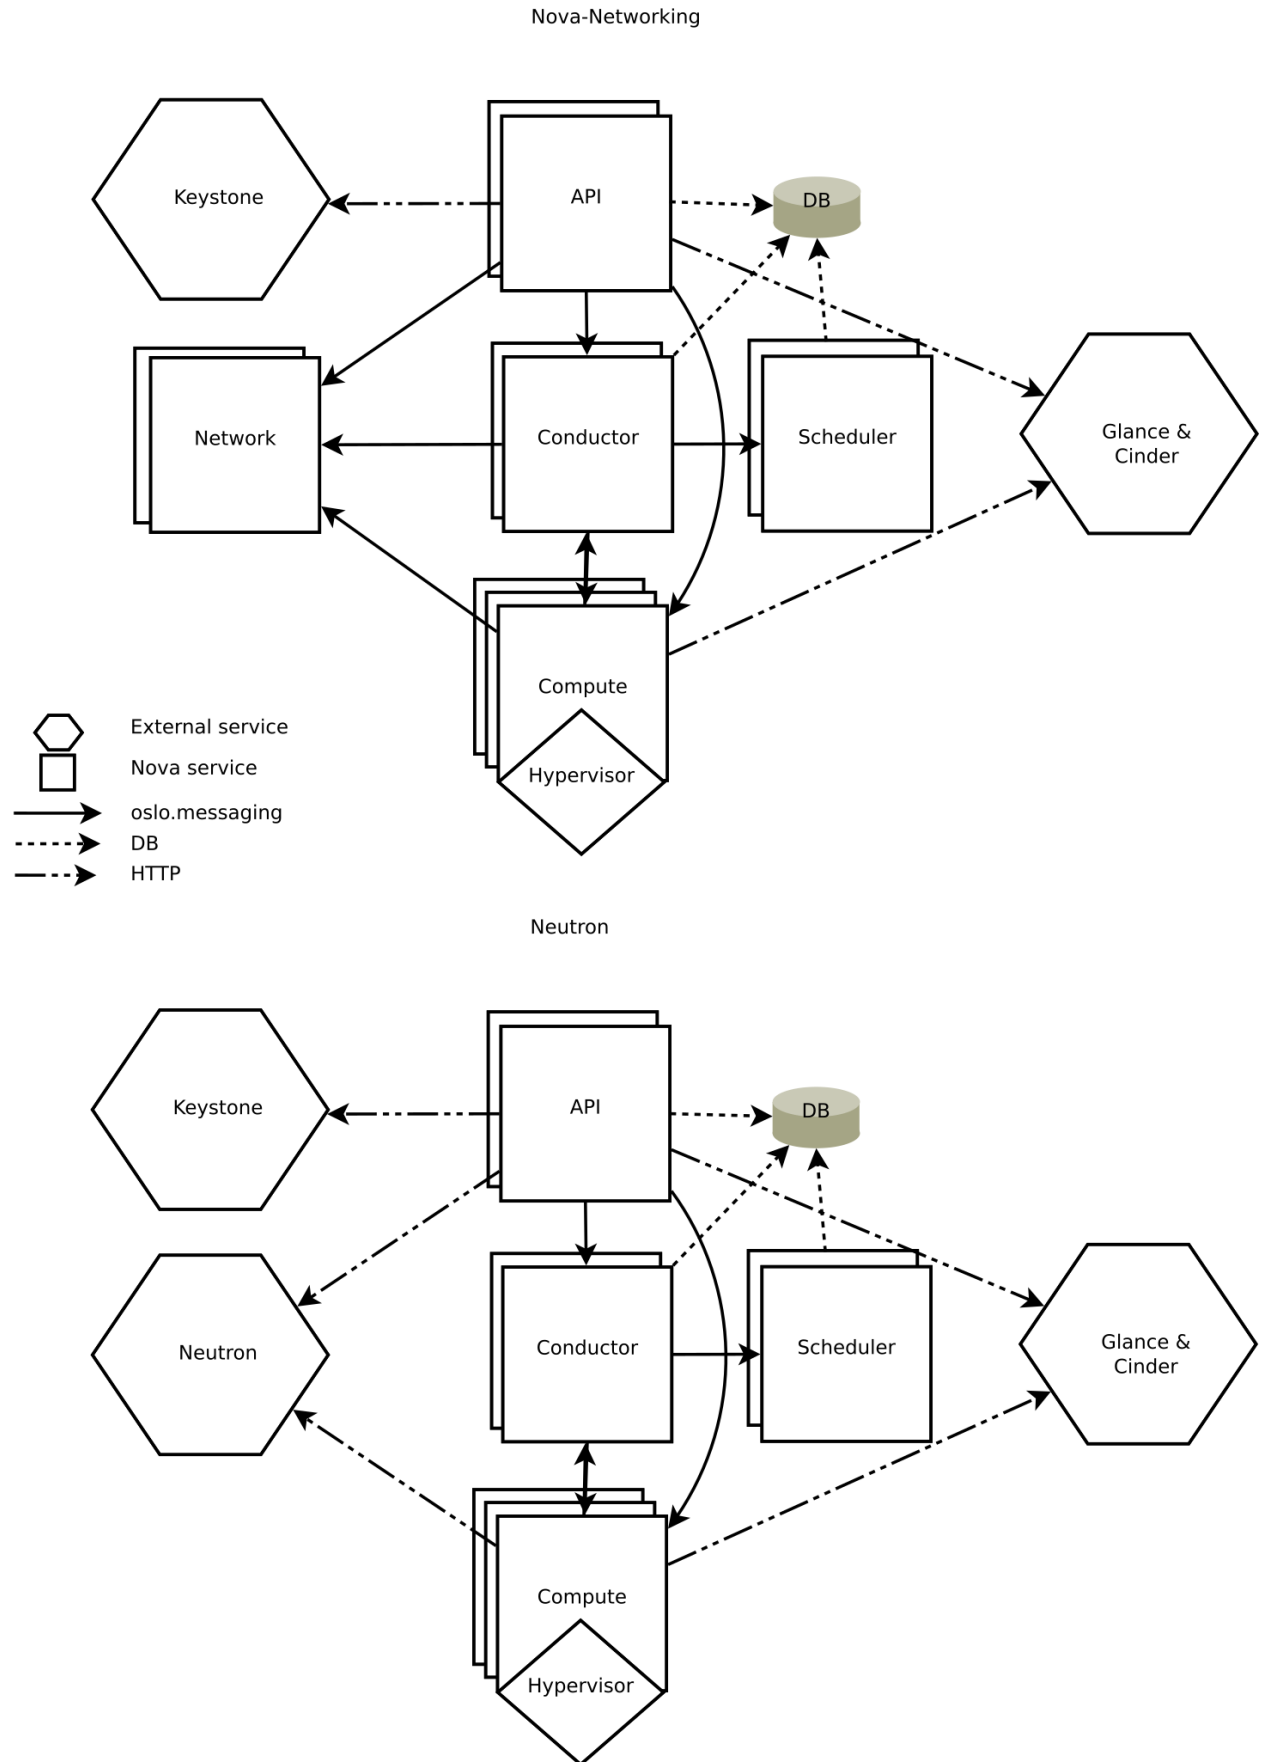 Nova-Networking
Keystone
API
DB
Network
Conductor
Scheduler
Glance &
Cinder
Compute
Hypervisor
External service
Nova service
oslo.messaging
DB
HTTP
Neutron
Keystone
API
DB
Neutron
Conductor
Scheduler
Glance &
Cinder
Compute
Hypervisor